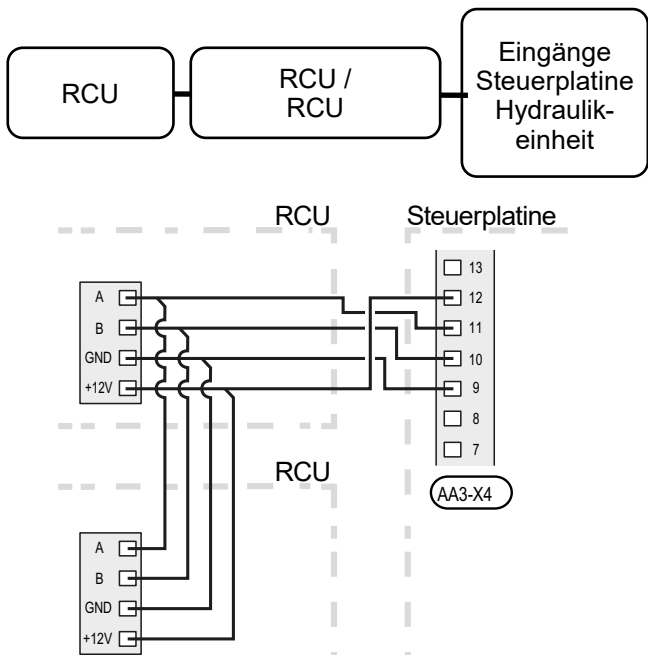 RCU
RCU /
RCU
Eingänge
Steuerplatine
Hydraulik-
einheit
RCU
Steuerplatine
A
B
GND
+12V
13
12
11
10
9
8
7
AA3-X4
RCU
A
B
GND
+12V